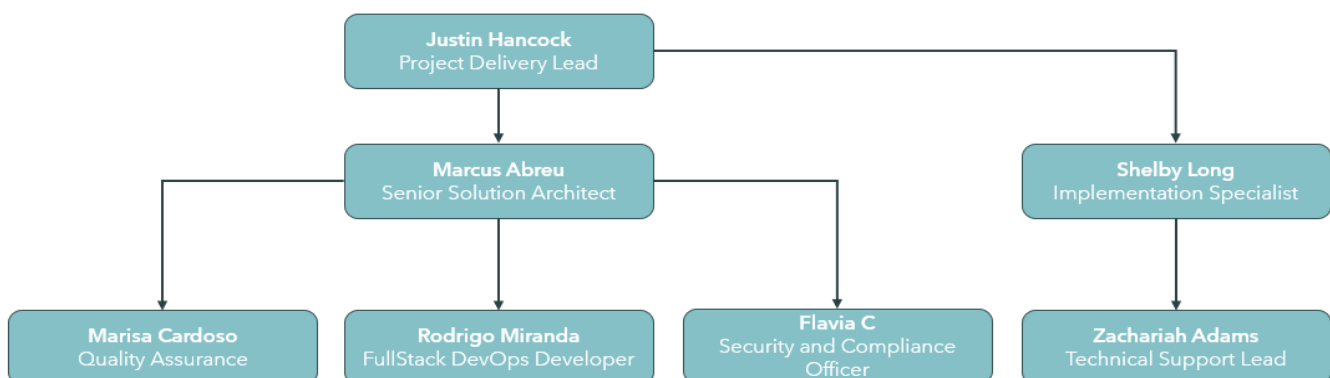 Justin Hancock
Project Delivery Lead
Marcus Abreu
Senior Solution Architect
Shelby Long
Implementation Specialist
Marisa Cardoso
Quality Assurance
Rodrigo Miranda
FullStack DevOps Developer
Flavia C
Security and Compliance
Officer
Zachariah Adams
Technical Support Lead